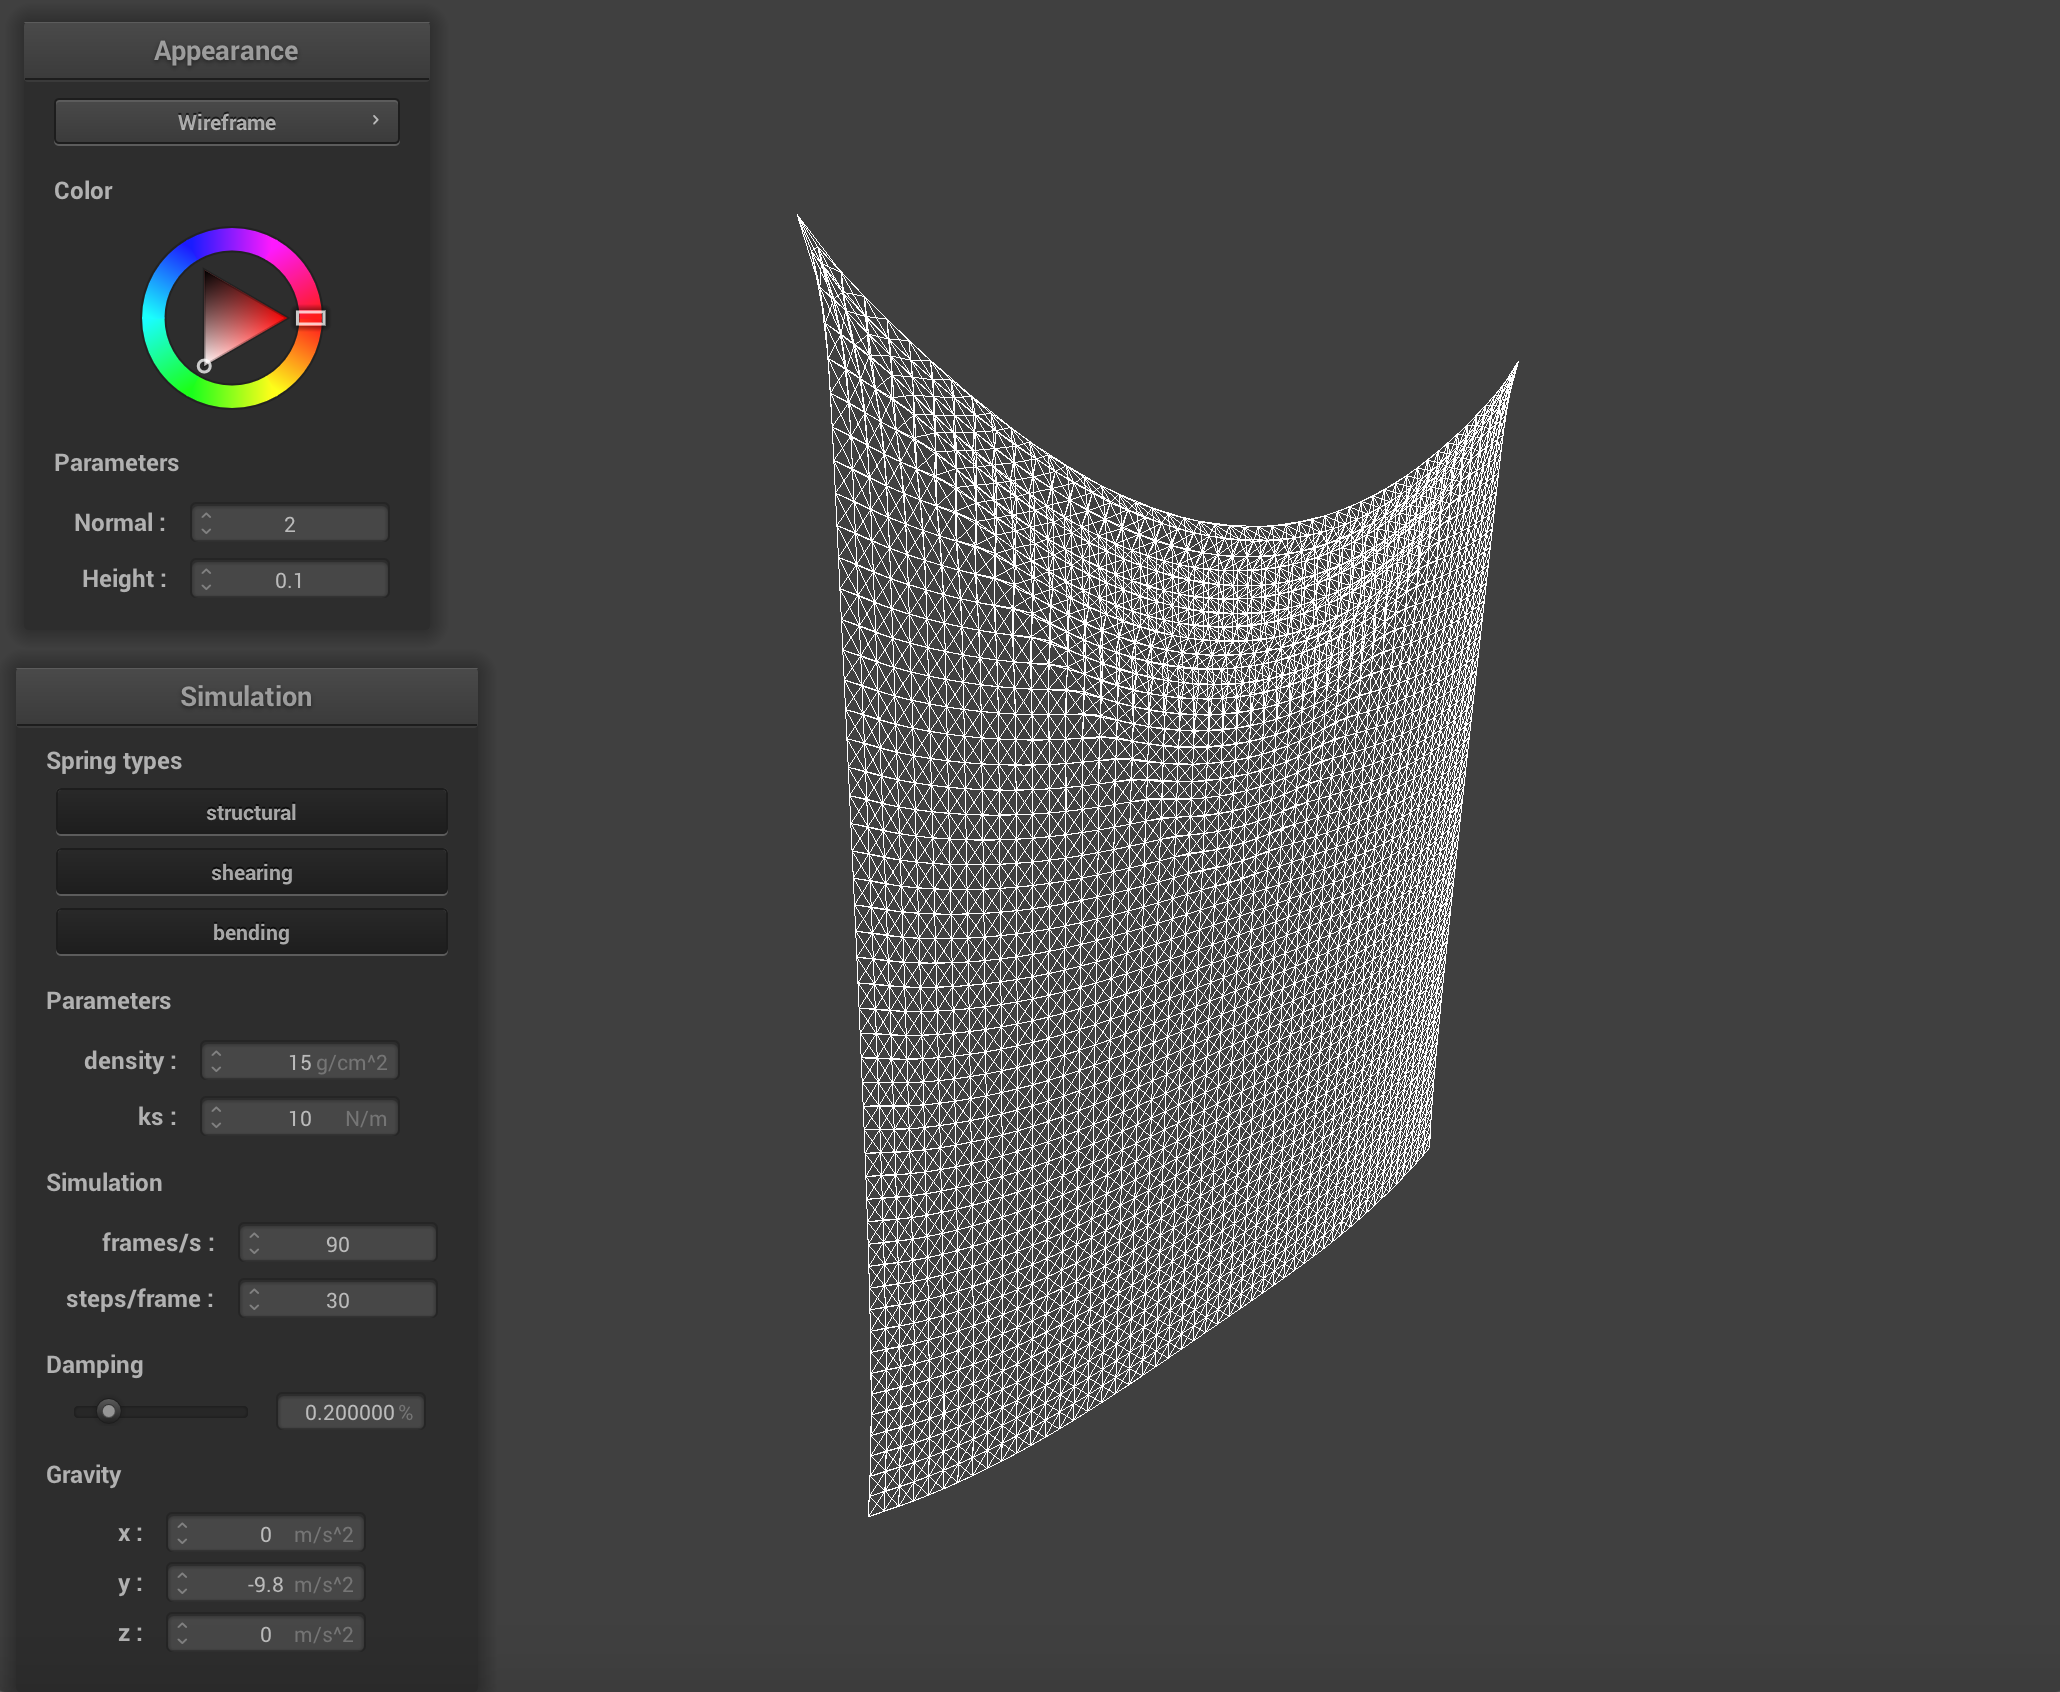 Appearance
Wireframe
Color
Parameters
Normal : 2
Height : 0.1
Simulation
Spring types
structural
shearing
bending
Parameters
density : 15 g/cm^2
ks : 10 N/m
Simulation
frames/s : 90
steps/frame : 30
Damping
0.200000 %
Gravity
x : 0 m/s^2
y : -9.8 m/s^2
z : 0 m/s^2